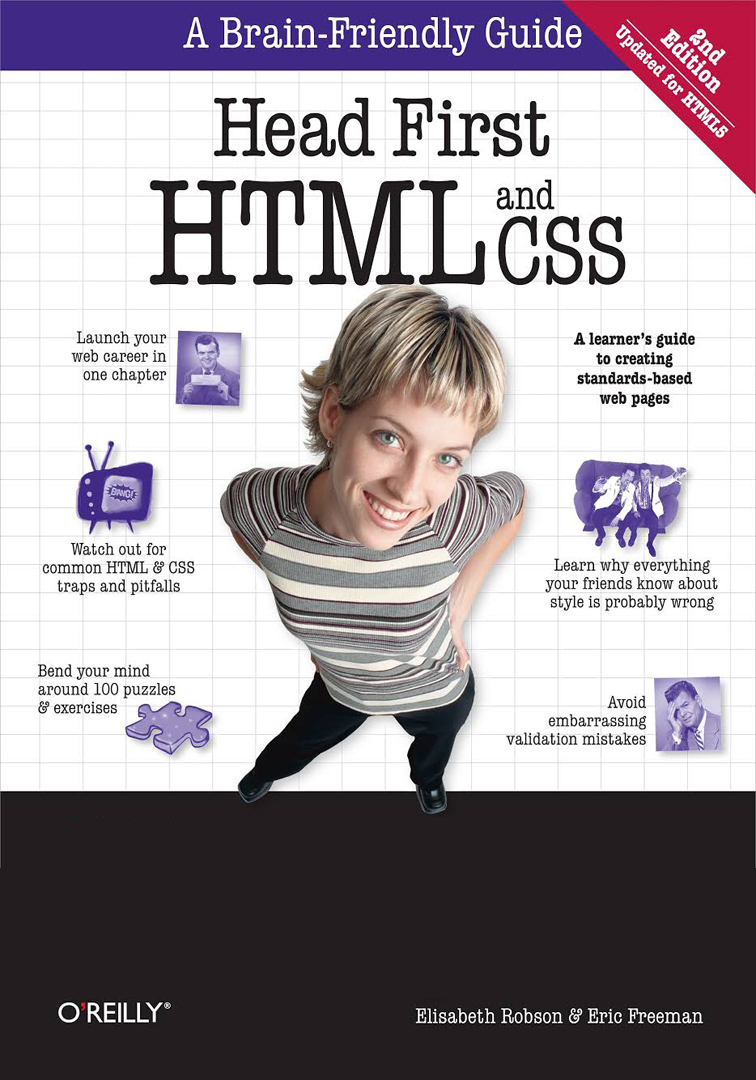 A Brain-Friendly Guide
2nd
Edition
Updated for HTML5
Head First
HTML and
CSS
Launch your
web career in
one chapter
A learner's guide
to creating
standards-based
web pages
BANG!
Watch out for
common HTML & CSS
traps and pitfalls
Learn why everything
your friends know about
style is probably wrong
Bend your mind
around 100 puzzles
& exercises
Avoid
embarrassing
validation mistakes
O'REILLY®
Elisabeth Robson & Eric Freeman